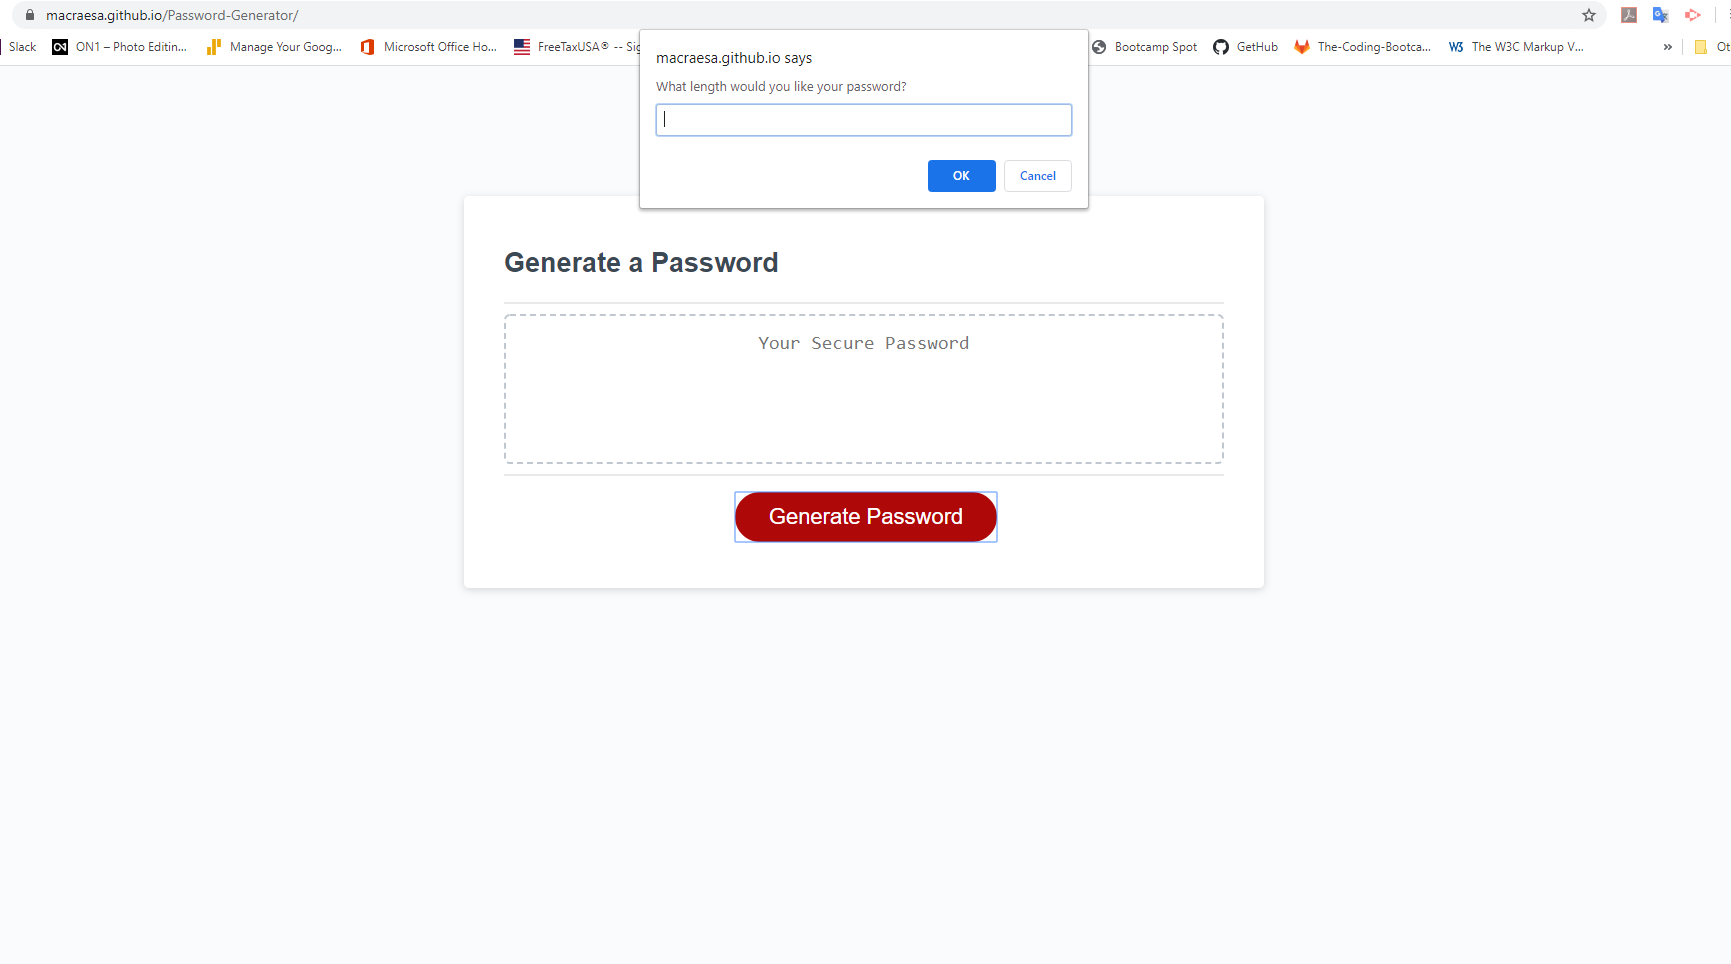 macraesa.github.io/Password-Generator/
Slack ON1 – Photo Editin... Manage Your Goog... Microsoft Office Ho... FreeTaxUSA® -- Sig Bootcamp Spot GetHub The-Coding-Bootca... W3 The W3C Markup V... » Ot
macraesa.github.io says
What length would you like your password?
OK Cancel
Generate a Password
Your Secure Password
Generate Password